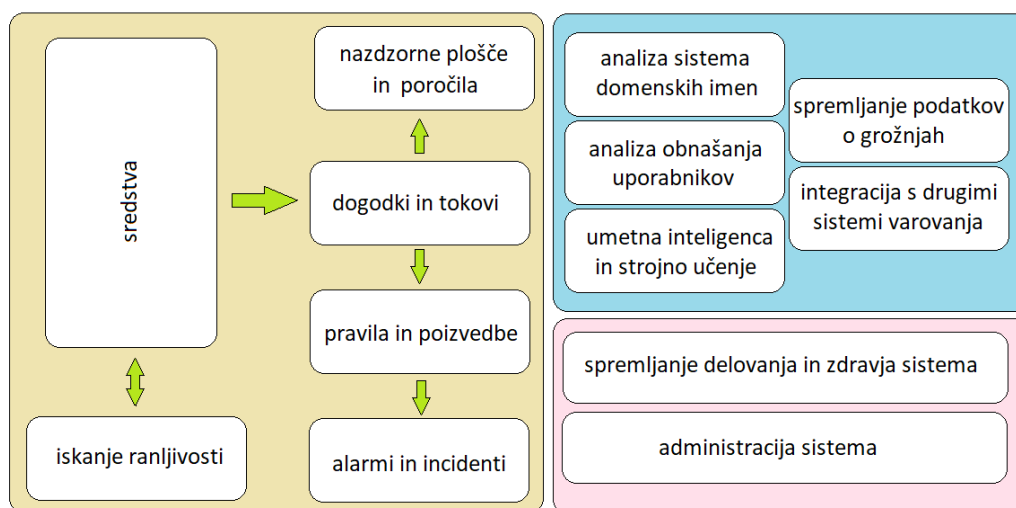 sredstva
iskanje ranljivosti
nazdzorne plošče
in poročila
dogodki in tokovi
pravila in poizvedbe
alarmi in incidenti
analiza sistema
domenskih imen
analiza obnašanja
uporabnikov
umetna inteligenca
in strojno učenje
spremljanje podatkov
o grožnjah
integracija s drugimi
sistemi varovanja
spremljanje delovanja in zdravja sistema
administracija sistema